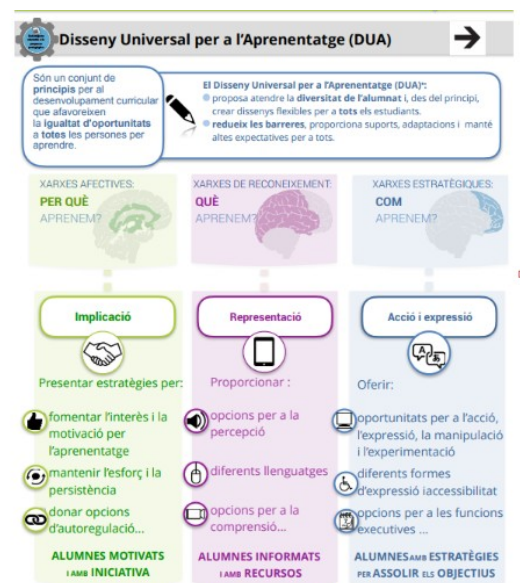 Disseny Universal per a l'Aprenentatge (DUA)
Són un conjunt de
principis per al
desenvolupament curricular
que afavoreixen
la igualtat d'oportunitats
a totes les persones per
aprendre.
El Disseny Universal per a l'Aprenentatge (DUA)*:
proposa atendre la diversitat de l'alumnat i, des del principi,
crear dissenys flexibles per a tots els estudiants.
redueix les barreres, proporciona suports, adaptacions i manté
altes expectatives per a tots.
XARXES AFECTIVES:
PER QUÈ
APRENEM?
XARXES DE RECONEIXEMENT:
QUÈ
APRENEM?
XARXES ESTRATÈGIQUES:
COM
APRENEM?
Implicació
Presentar estratègies per:
fomentar l'interès i la
motivació per
l'aprenentatge
mantenir l'esforç i la
persistència
donar opcions
d'autoregulació...
ALUMNES MOTIVATS
I AMB INICIATIVA
Representació
Proporcionar :
opcions per a la
percepció
diferents llenguatges
opcions per a la
comprensió...
ALUMNES INFORMATS
I AMB RECURSOS
Acció i expressió
Oferir:
oportunitats per a l'acció,
l'expressió, la manipulació
i l'experimentació
diferents formes
d'expressió iaccessibilitat
opcions per a les funcions
executives ...
ALUMNES AMB ESTRATÈGIES
PER ASSOLIR ELS OBJECTIUS